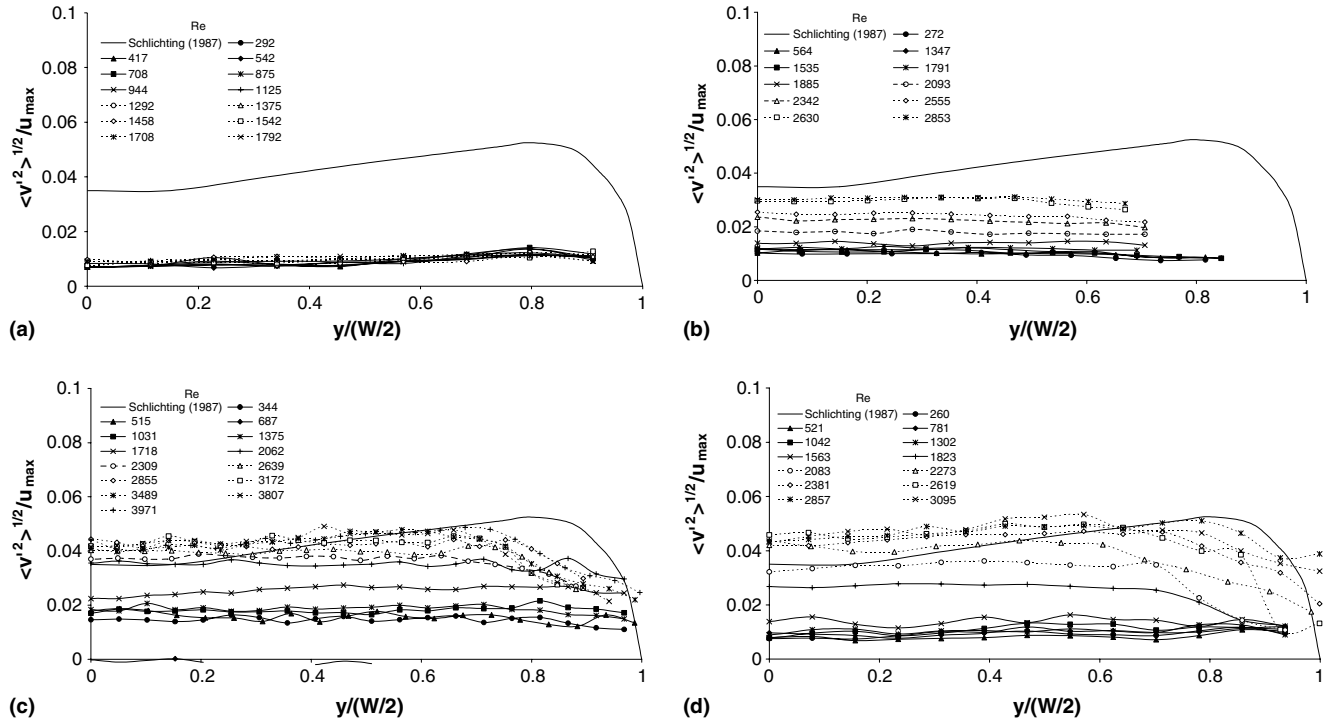 0.1
0.08
0.06
0.04
0.02
0
<v'²>^1/2/u_max
Re
Schlichting (1987) 292
417 542
708 875
944 1125
1292 1375
1458 1542
1708 1792
0 0.2 0.4 0.6 0.8 1
(a) y/(W/2)
0.1
0.08
0.06
0.04
0.02
0
<v'²>^1/2/u_max
Re
Schlichting (1987) 272
564 1347
1535 1791
1885 2093
2342 2555
2630 2853
0 0.2 0.4 0.6 0.8 1
(b) y/(W/2)
0.1
0.08
0.06
0.04
0.02
0
<v'²>^1/2/u_max
Re
Schlichting (1987) 344
515 687
1031 1375
1718 2062
2309 2639
2855 3172
3489 3807
3971
0 0.2 0.4 0.6 0.8 1
(c) y/(W/2)
0.1
0.08
0.06
0.04
0.02
0
<v'²>^1/2/u_max
Re
Schlichting (1987) 260
521 781
1042 1302
1563 1823
2083 2273
2381 2619
2857 3095
0 0.2 0.4 0.6 0.8 1
(d) y/(W/2)